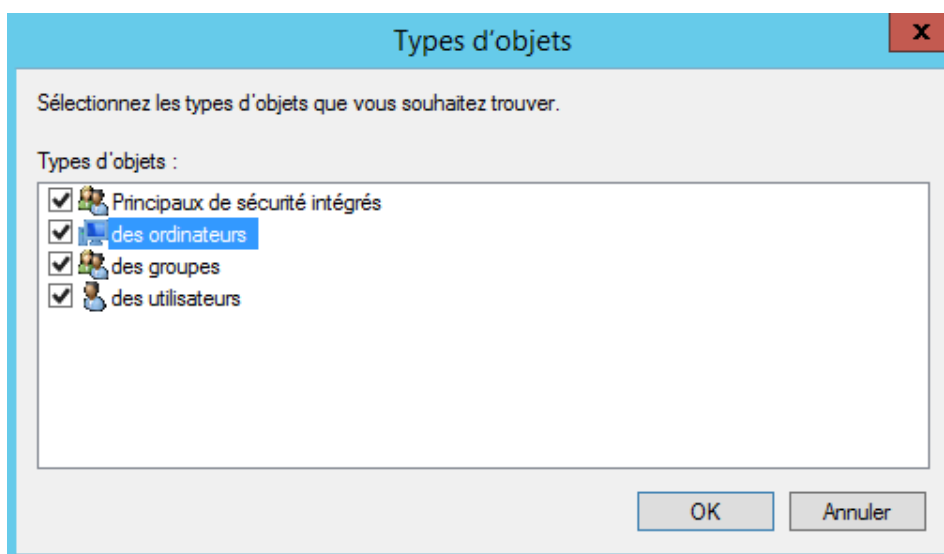 Types d’objets
x
Sélectionnez les types d'objets que vous souhaitez trouver.
Types d'objets :
Principaux de sécurité intégrés
des ordinateurs
des groupes
des utilisateurs
OK
Annuler